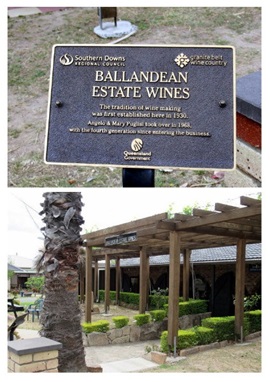 Southern Downs
REGIONAL COUNCIL
granite belt
wine country
BALLANDEAN
ESTATE WINES
The tradition of wine making
was first established here in 1930.
Angelo & Mary Puglisi took over in 1969,
with the fourth generation since entering the business.
Queensland
Government